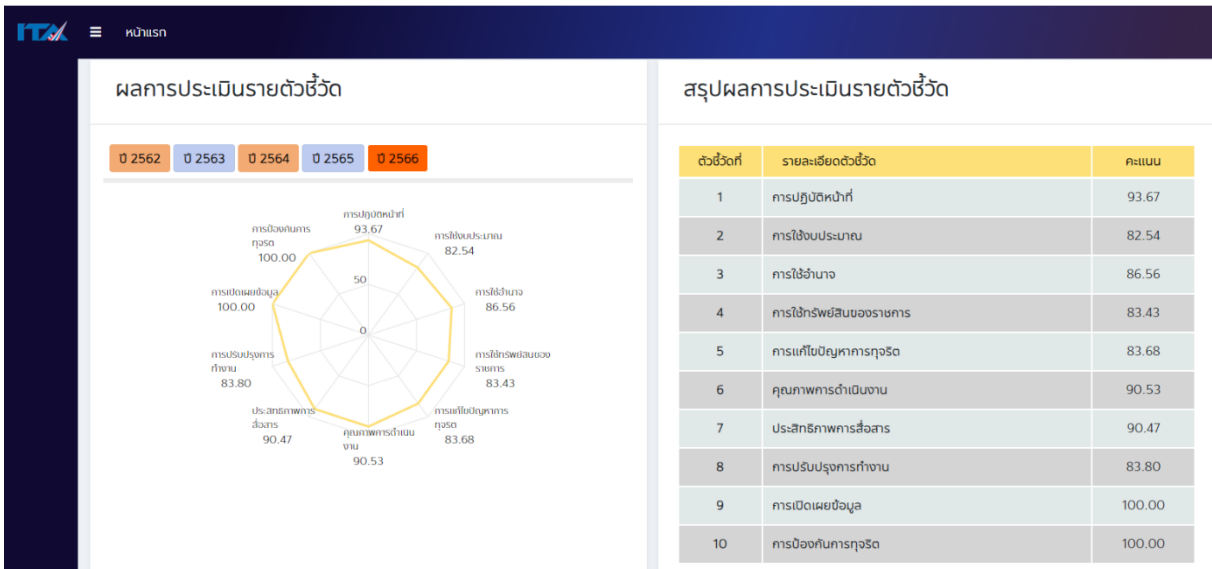 ITA
หน้าแรก
ผลการประเมินรายตัวชี้วัด
ปี 2562 ปี 2563 ปี 2564 ปี 2565 ปี 2566
การปฏิบัติหน้าที่
93.67
การใช้งบประมาณ
82.54
การใช้อำนาจ
86.56
การใช้ทรัพย์สินของ
ราชการ
83.43
การแก้ไขปัญหาการ
ทุจริต
83.68
คุณภาพการดำเนิน
งาน
90.53
ประสิทธิภาพการ
สื่อสาร
90.47
การปรับปรุงการ
ทำงาน
83.80
การเปิดเผยข้อมูล
100.00
การป้องกันการ
ทุจริต
100.00
50
0
สรุปผลการประเมินรายตัวชี้วัด
ตัวชี้วัดที่ รายละเอียดตัวชี้วัด คะแนน
1 การปฏิบัติหน้าที่ 93.67
2 การใช้งบประมาณ 82.54
3 การใช้อำนาจ 86.56
4 การใช้ทรัพย์สินของราชการ 83.43
5 การแก้ไขปัญหาการทุจริต 83.68
6 คุณภาพการดำเนินงาน 90.53
7 ประสิทธิภาพการสื่อสาร 90.47
8 การปรับปรุงการทำงาน 83.80
9 การเปิดเผยข้อมูล 100.00
10 การป้องกันการทุจริต 100.00